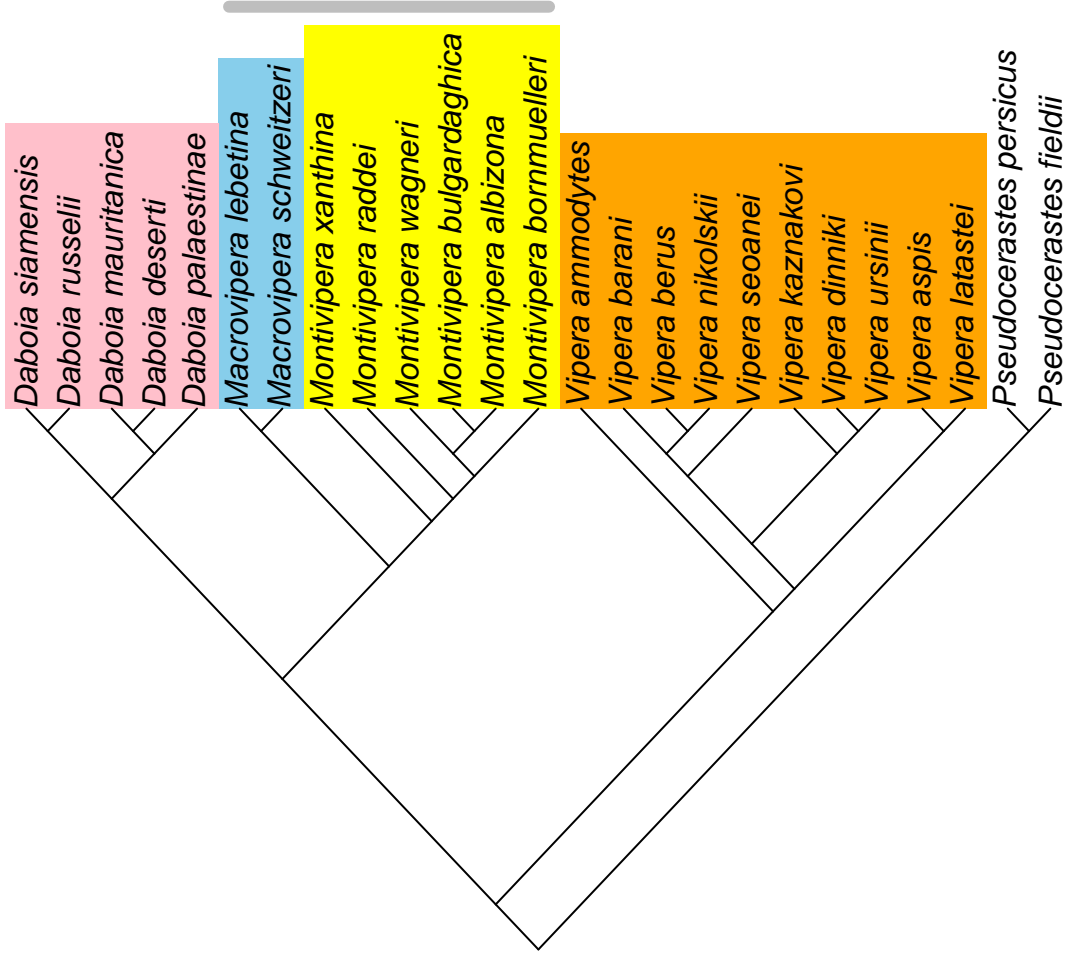 Daboia siamensis
Daboia russelii
Daboia mauritanica
Daboia deserti
Daboia palaestinae
Macrovipera lebetina
Macrovipera schweitzeri
Montivipera xanthina
Montivipera raddei
Montivipera wagneri
Montivipera bulgardaghica
Montivipera albizona
Montivipera bornmuelleri
Vipera ammodytes
Vipera barani
Vipera berus
Vipera nikolskii
Vipera seoanei
Vipera kaznakovi
Vipera dinniki
Vipera ursinii
Vipera aspis
Vipera latastei
Pseudocerastes persicus
Pseudocerastes fieldii